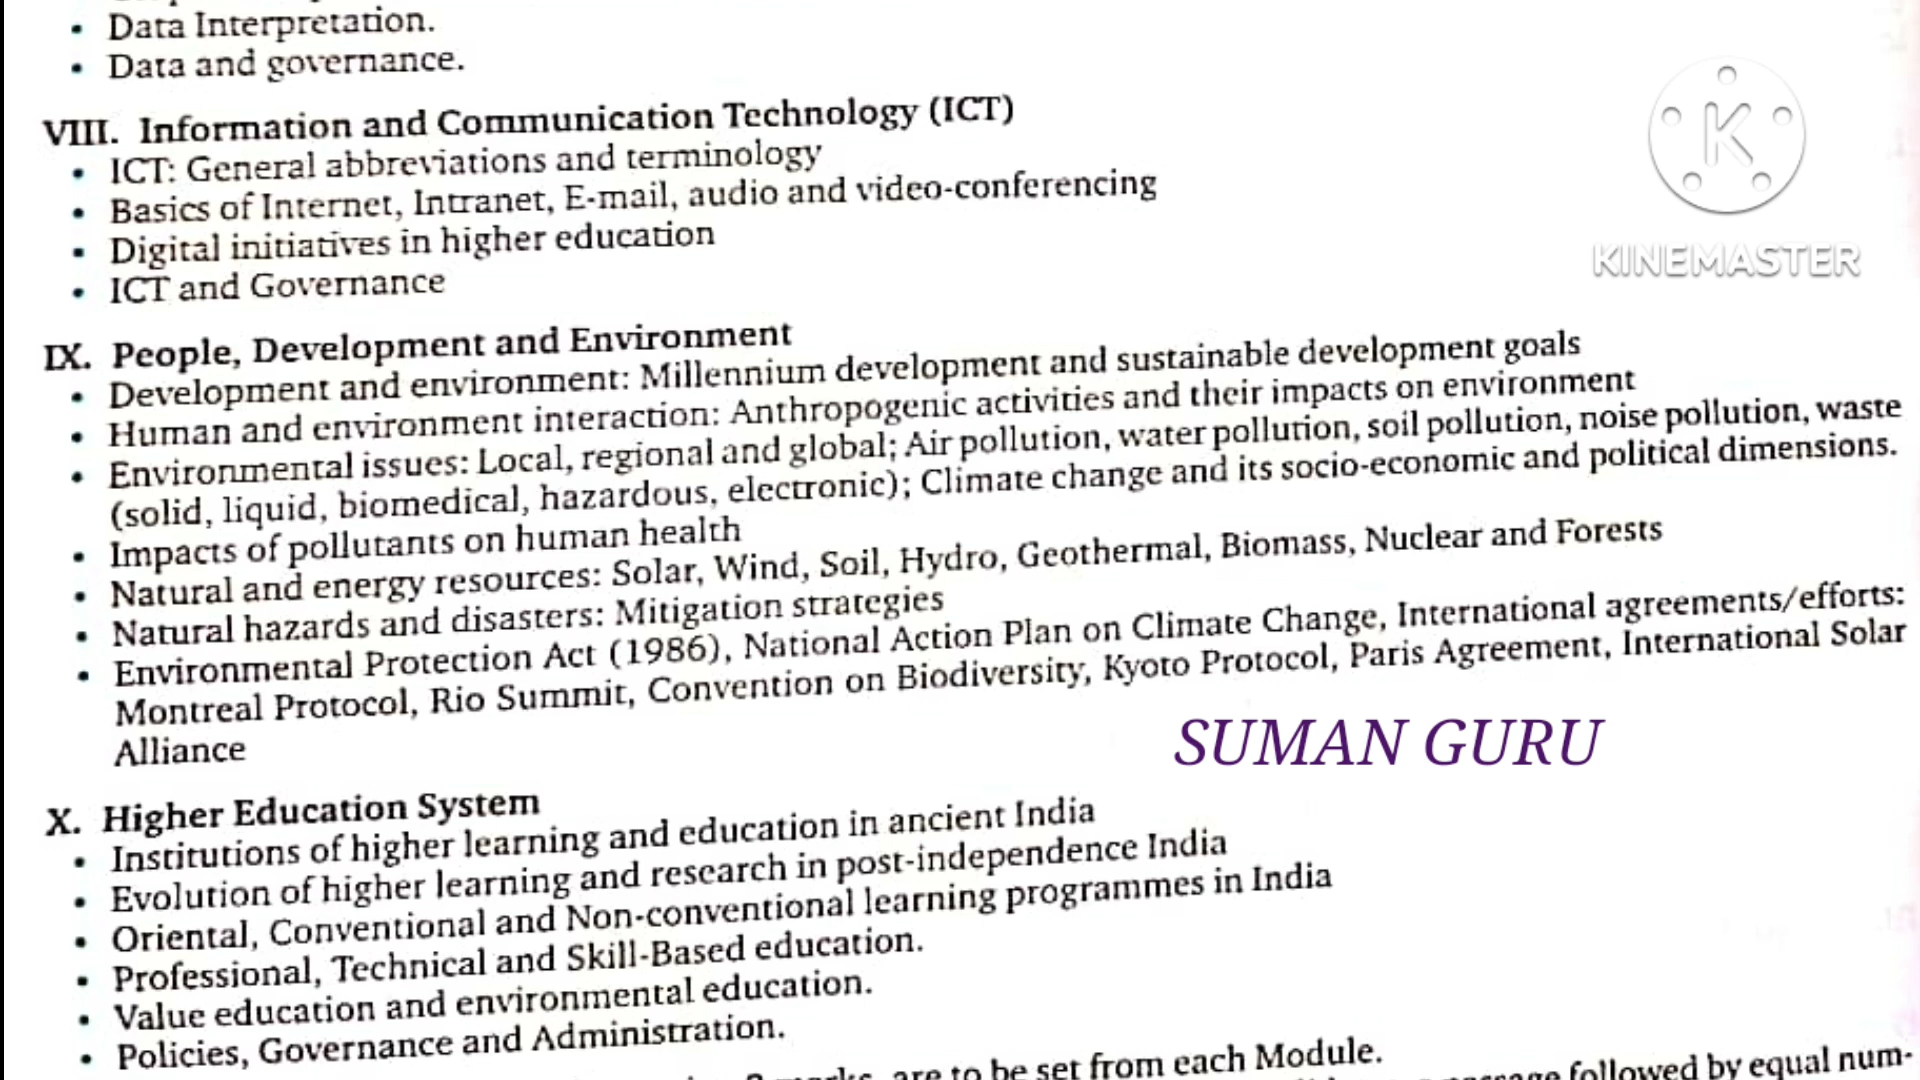 • Data Interpretation.
• Data and governance.
VIII. Information and Communication Technology (ICT)
• ICT: General abbreviations and terminology
• Basics of Internet, Intranet, E-mail, audio and video-conferencing
• Digital initiatives in higher education
• ICT and Governance
KINEMASTER
IX. People, Development and Environment
• Development and environment: Millennium development and sustainable development goals
• Human and environment interaction: Anthropogenic activities and their impacts on environment
• Environmental issues: Local, regional and global; Air pollution, water pollution, soil pollution, noise pollution, waste
(solid, liquid, biomedical, hazardous, electronic); Climate change and its socio-economic and political dimensions.
• Impacts of pollutants on human health
• Natural and energy resources: Solar, Wind, Soil, Hydro, Geothermal, Biomass, Nuclear and Forests
• Natural hazards and disasters: Mitigation strategies
• Environmental Protection Act (1986), National Action Plan on Climate Change, International agreements/efforts:
Montreal Protocol, Rio Summit, Convention on Biodiversity, Kyoto Protocol, Paris Agreement, International Solar
Alliance
SUMAN GURU
X. Higher Education System
• Institutions of higher learning and education in ancient India
• Evolution of higher learning and research in post-independence India
• Oriental, Conventional and Non-conventional learning programmes in India
• Professional, Technical and Skill-Based education.
• Value education and environmental education.
• Policies, Governance and Administration.
are to be set from each Module.
followed by equal num-